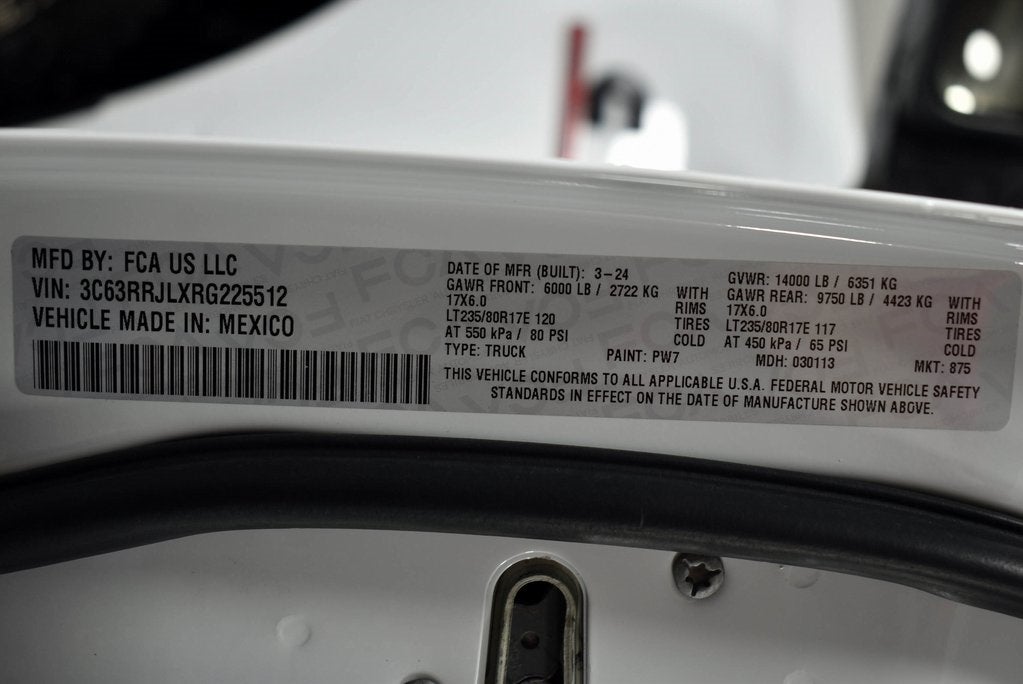 MFD BY: FCA US LLC
VIN: 3C63RRJLXRG225512
VEHICLE MADE IN: MEXICO
DATE OF MFR (BUILT): 3-24
GAWR FRONT: 6000 LB / 2722 KG WITH
17X6.0 RIMS
LT235/80R17E 120 TIRES
AT 550 kPa / 80 PSI COLD
TYPE: TRUCK PAINT: PW7
GVWR: 14000 LB / 6351 KG
GAWR REAR: 9750 LB / 4423 KG WITH
17X6.0 RIMS
LT235/80R17E 117 TIRES
AT 450 kPa / 65 PSI COLD
MDH: 030113 MKT: 875
THIS VEHICLE CONFORMS TO ALL APPLICABLE U.S.A. FEDERAL MOTOR VEHICLE SAFETY
STANDARDS IN EFFECT ON THE DATE OF MANUFACTURE SHOWN ABOVE.